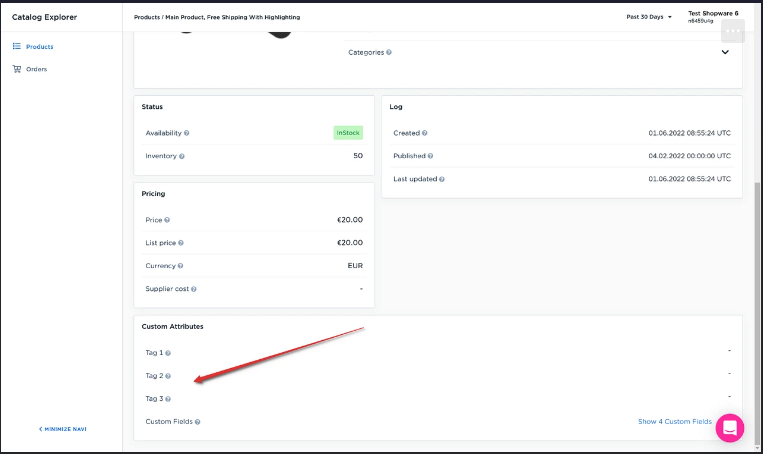 Catalog Explorer
Products / Main Product, Free Shipping With Highlighting
Past 30 Days
Test Shopware 6
n6459u4g
Products
Orders
Categories
Status
Availability
InStock
Inventory
50
Log
Created
01.06.2022 08:55:24 UTC
Published
04.02.2022 00:00:00 UTC
Last updated
01.06.2022 08:55:24 UTC
Pricing
Price
€20.00
List price
€20.00
Currency
EUR
Supplier cost
-
Custom Attributes
Tag 1
-
Tag 2
-
Tag 3
-
Custom Fields
Show 4 Custom Fields
MINIMIZE NAVI